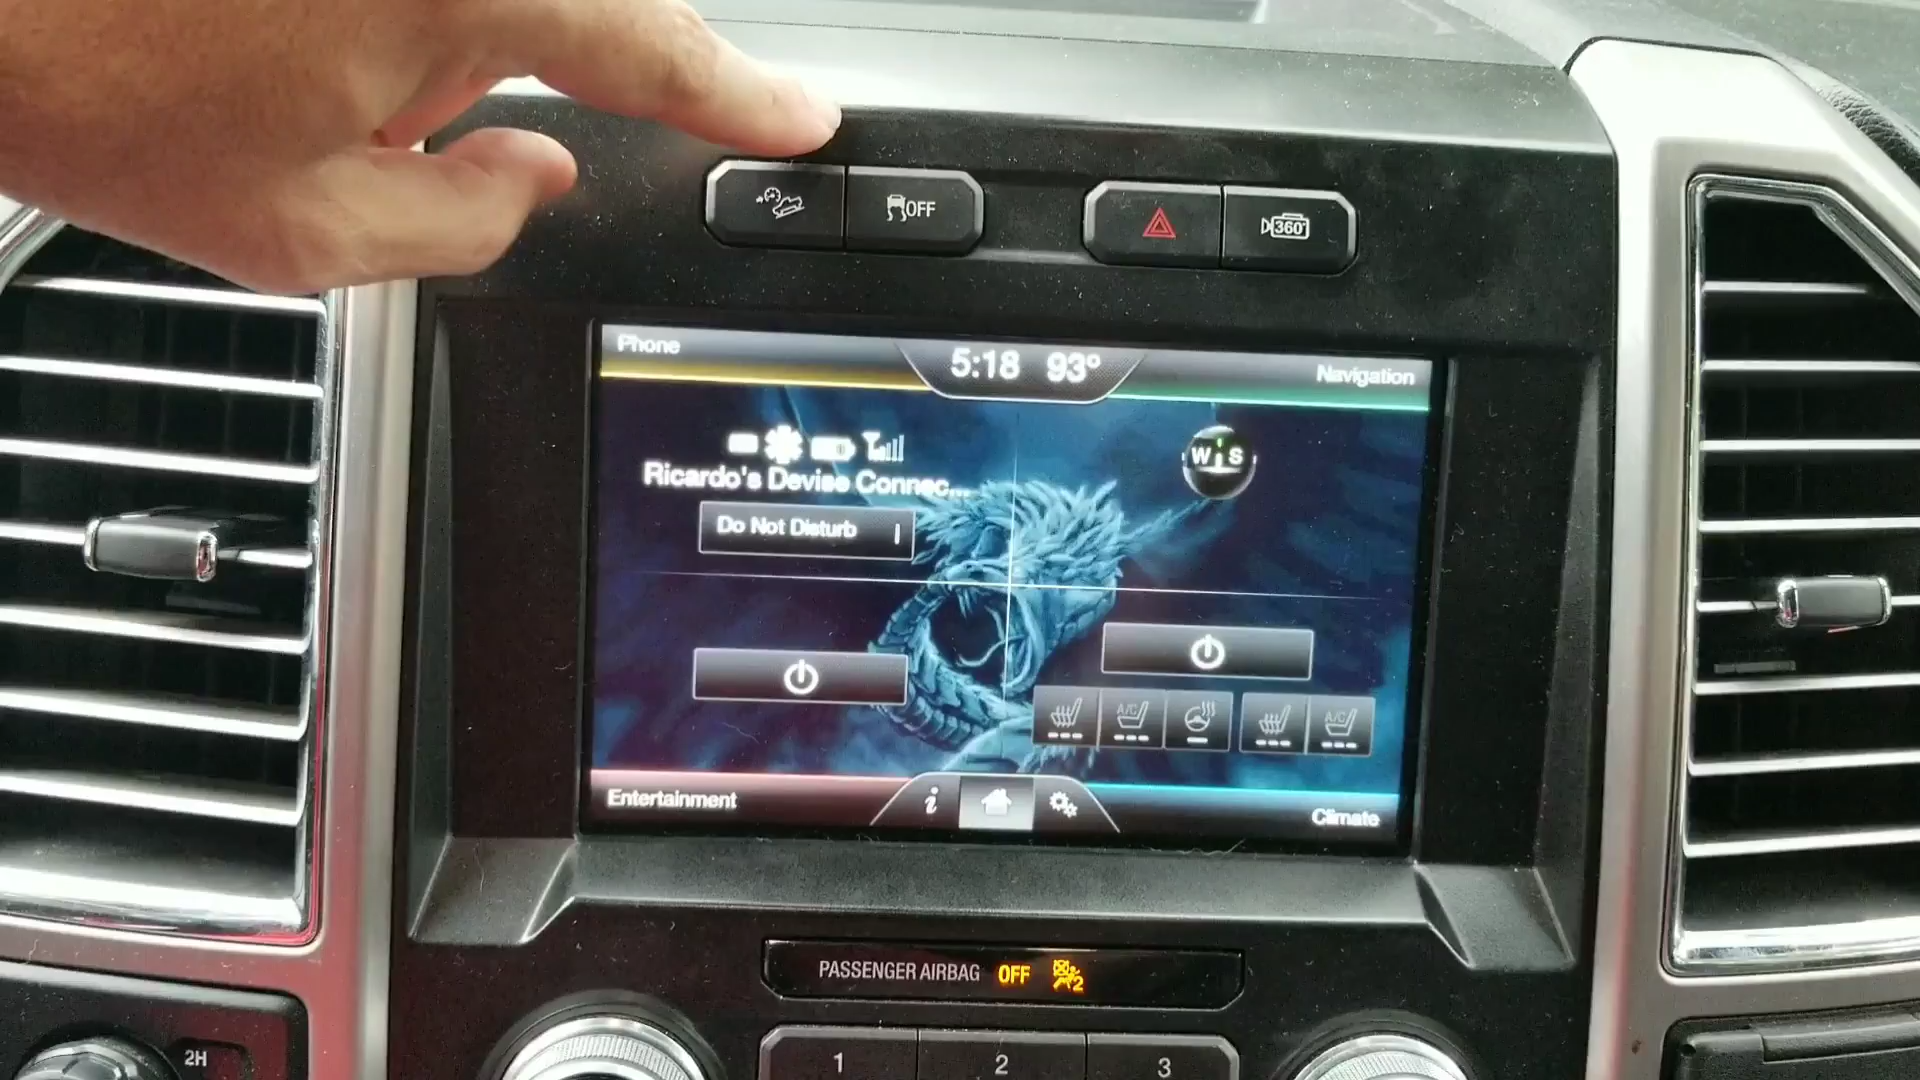 OFF
360°
Phone
5:18 93°
Navigation
W S
Ricardo's Devise Connec...
Do Not Disturb
A/C
A/C
Entertainment
i
Climate
PASSENGER AIRBAG OFF
2
2H
1 2 3